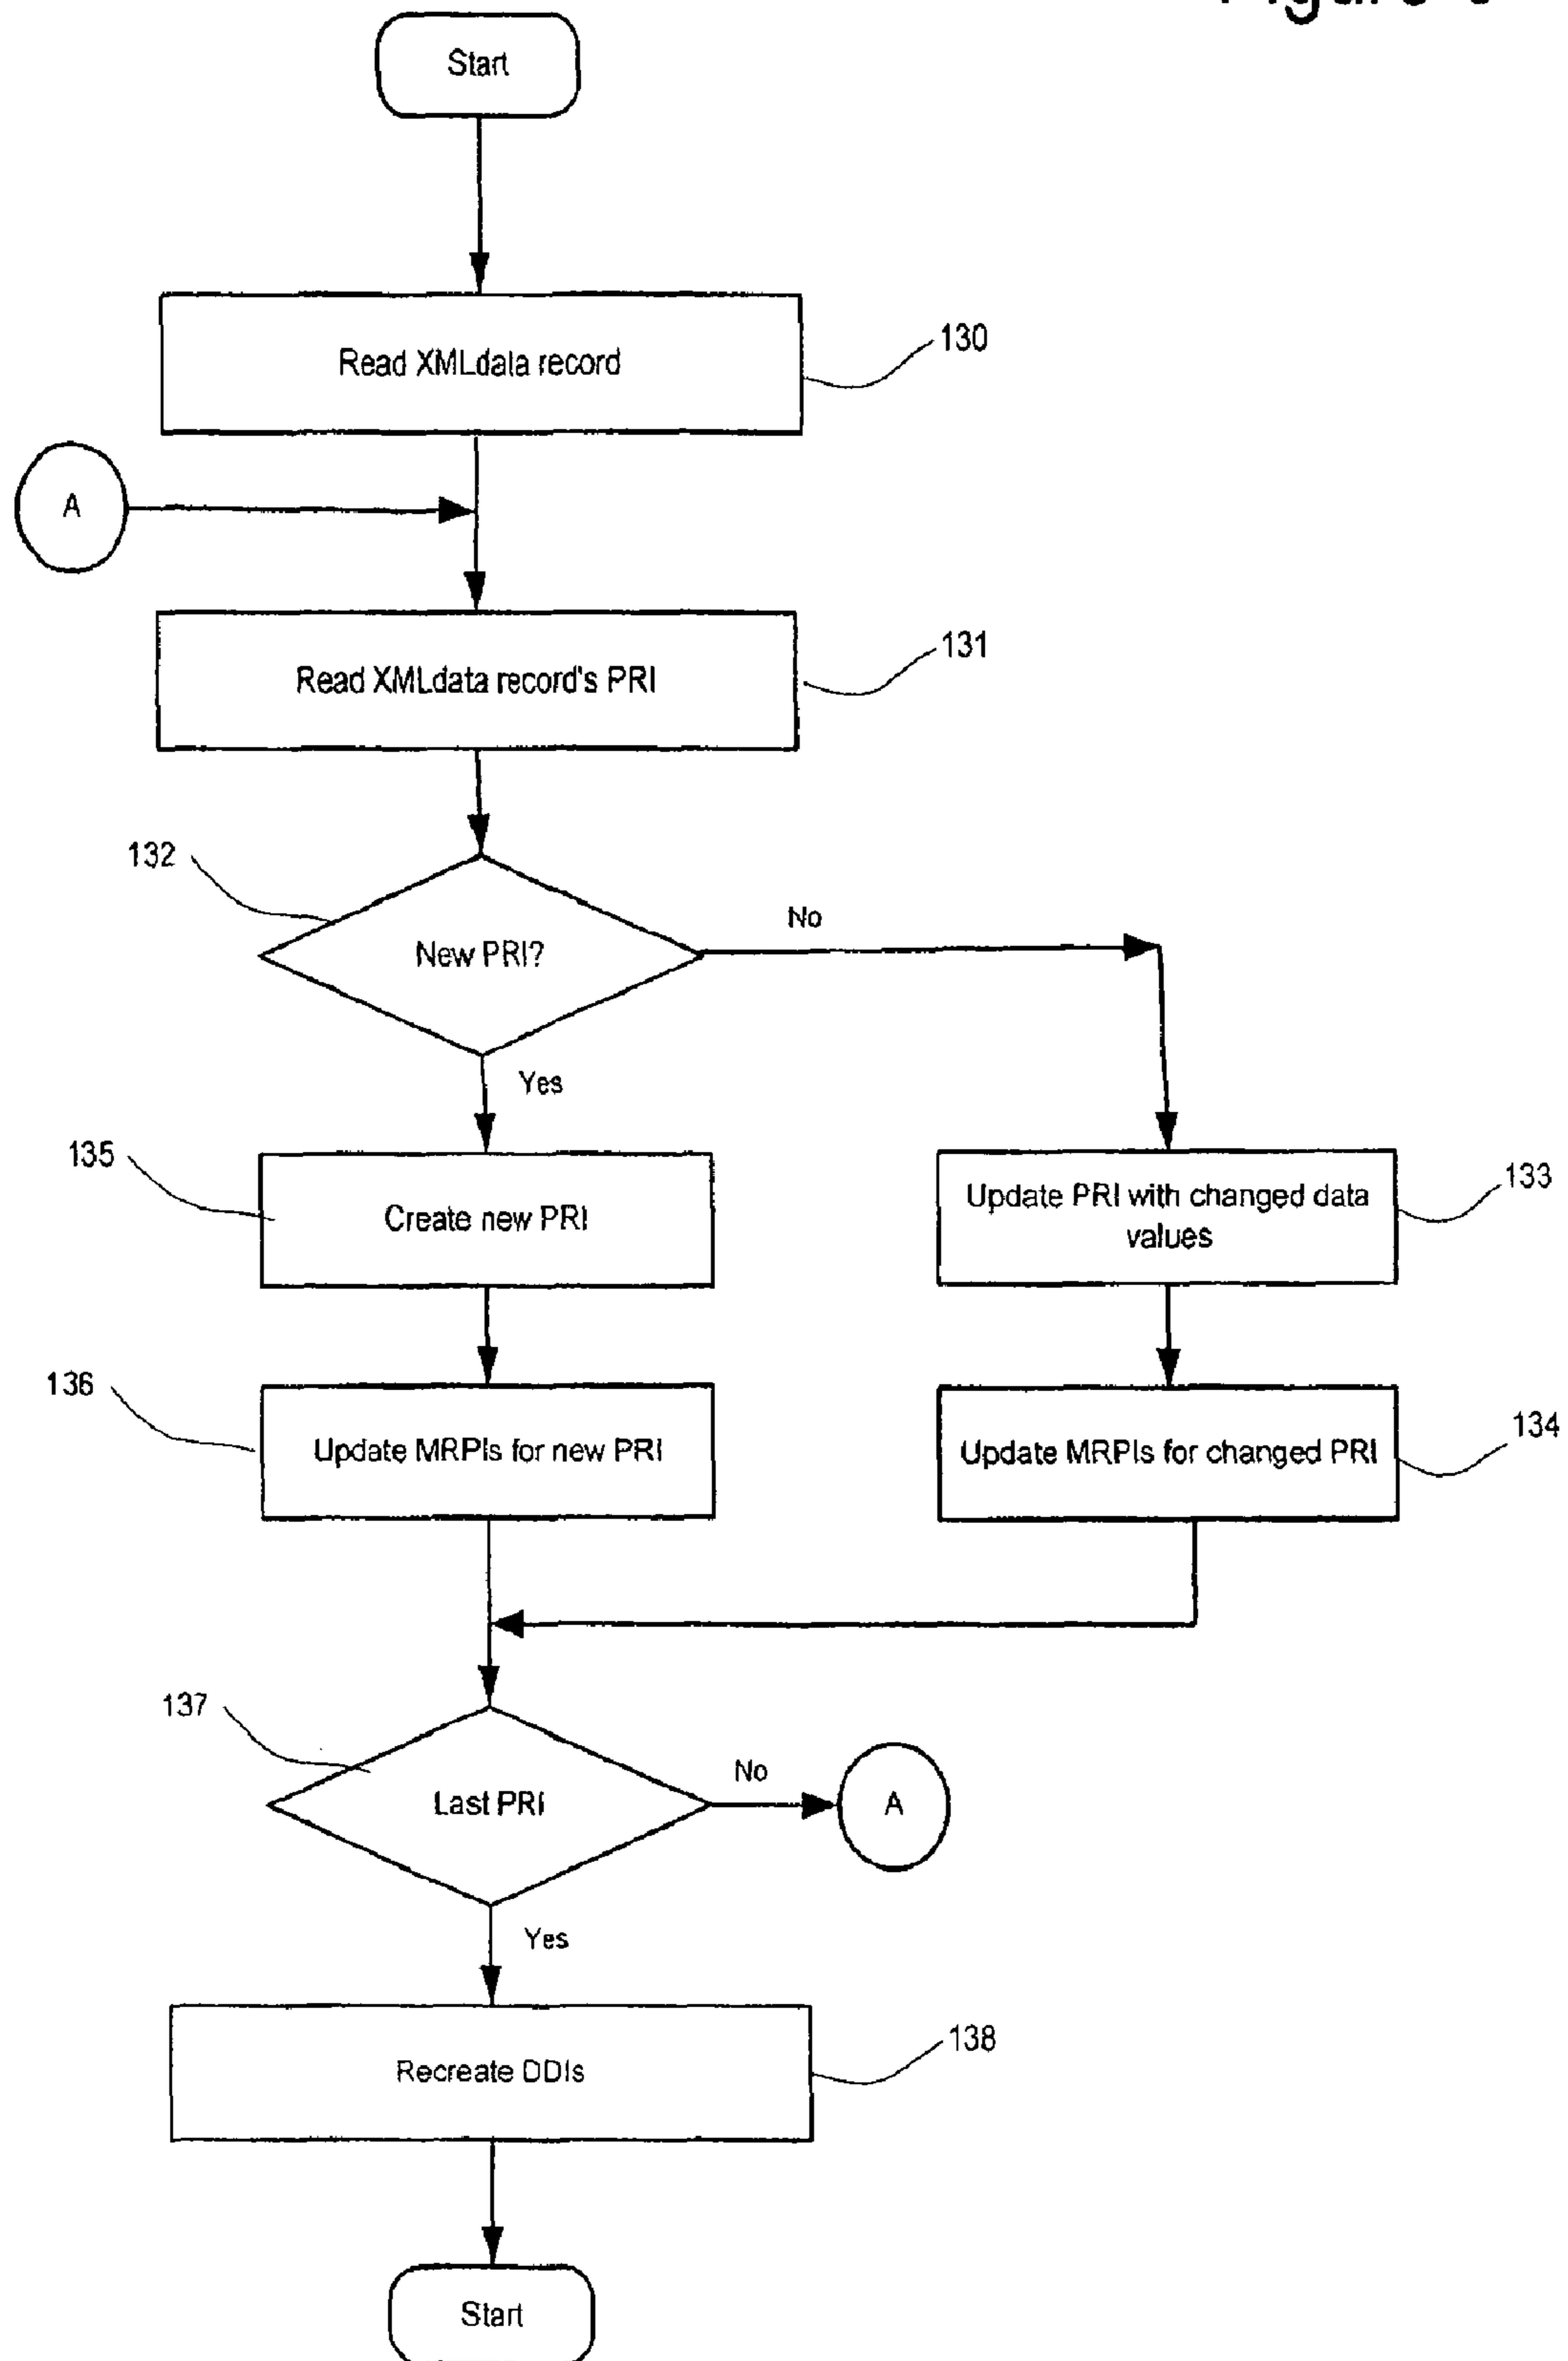 Start
Read XMLdata record
130
A
Read XMLdata record's PRI
131
132
New PRI?
No
Yes
135
Create new PRI
Update PRI with changed data
values
133
136
Update MRPIs for new PRI
Update MRPIs for changed PRI
134
137
Last PRI
No
A
Yes
Recreate DDIs
138
Start